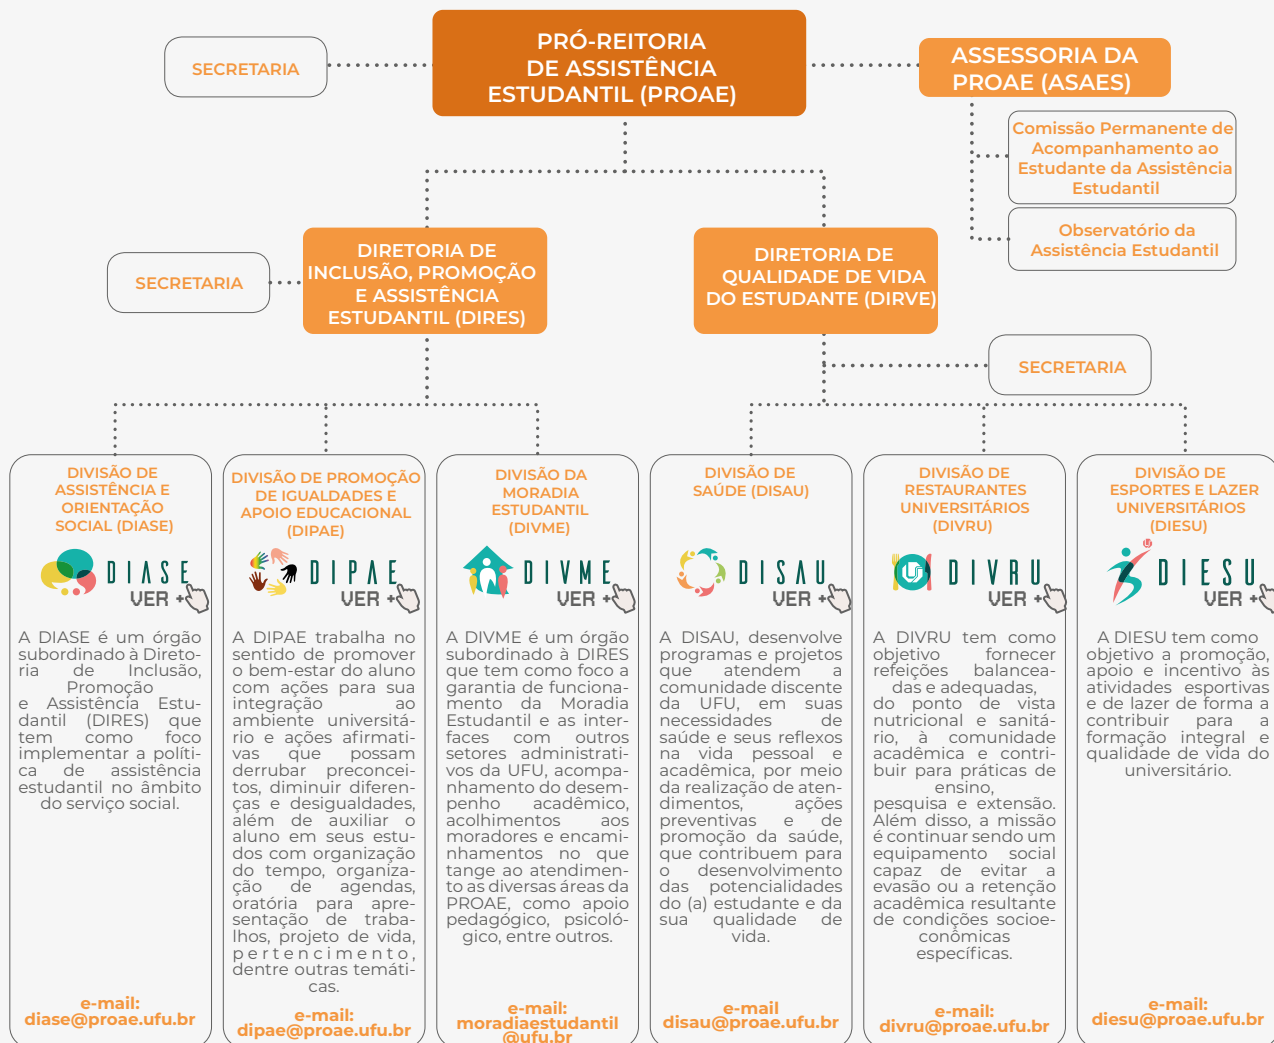 SECRETARIA
PRÓ-REITORIA
DE ASSISTÊNCIA
ESTUDANTIL (PROAE)
ASSESSORIA DA
PROAE (ASAES)
Comissão Permanente de
Acompanhamento ao
Estudante da Assistência
Estudantil
Observatório da
Assistência Estudantil
SECRETARIA
DIRETORIA DE
INCLUSÃO, PROMOÇÃO
E ASSISTÊNCIA
ESTUDANTIL (DIRES)
DIRETORIA DE
QUALIDADE DE VIDA
DO ESTUDANTE (DIRVE)
SECRETARIA
DIVISÃO DE
ASSISTÊNCIA E
ORIENTAÇÃO
SOCIAL (DIASE)
DIASE
VER +
A DIASE é um órgão
subordinado à Direto-
ria de Inclusão,
Promoção
e Assistência Estu-
dantil (DIRES) que
tem como foco
implementar a políti-
ca de assistência
estudantil no âmbito
do serviço social.
e-mail:
diase@proae.ufu.br
DIVISÃO DE PROMOÇÃO
DE IGUALDADES E
APOIO EDUCACIONAL
(DIPAE)
DIPAE
VER +
A DIPAE trabalha no
sentido de promover
o bem-estar do aluno
com ações para sua
integração ao
ambiente universitá-
rio e ações afirmati-
vas que possam
derrubar preconcei-
tos, diminuir diferen-
ças e desigualdades,
além de auxiliar o
aluno em seus estu-
dos com organização
do tempo, organiza-
ção de agendas,
oratória para apre-
sentação de traba-
lhos, projeto de vida,
pertencimento,
dentre outras temáti-
cas.
e-mail:
dipae@proae.ufu.br
DIVISÃO DA
MORADIA
ESTUDANTIL
(DIVME)
DIVME
VER +
A DIVME é um órgão
subordinado à DIRES
que tem como foco a
garantia de funciona-
mento da Moradia
Estudantil e as inter-
faces com outros
setores administrati-
vos da UFU, acompa-
nhamento do desem-
penho acadêmico,
acolhimentos aos
moradores e encami-
nhamentos no que
tange ao atendimen-
to as diversas áreas da
PROAE, como apoio
pedagógico, psicoló-
gico, entre outros.
e-mail:
moradiaestudantil
@ufu.br
DIVISÃO DE
SAÚDE (DISAU)
DISAU
VER +
A DISAU, desenvolve
programas e projetos
que atendem a
comunidade discente
da UFU, em suas
necessidades de
saúde e seus reflexos
na vida pessoal e
acadêmica, por meio
da realização de aten-
dimentos, ações
preventivas e de
promoção da saúde,
que contribuem para
o desenvolvimento
das potencialidades
do (a) estudante e da
sua qualidade de
vida.
e-mail
disau@proae.ufu.br
DIVISÃO DE
RESTAURANTES
UNIVERSITÁRIOS
(DIVRU)
DIVRU
VER +
A DIVRU tem como
objetivo fornecer
refeições balancea-
das e adequadas,
do ponto de vista
nutricional e sanitá-
rio, à comunidade
acadêmica e contri-
buir para práticas de
ensino,
pesquisa e extensão.
Além disso, a missão
é continuar sendo um
equipamento social
capaz de evitar a
evasão ou a retenção
acadêmica resultante
de condições socioe-
conômicas
específicas.
e-mail:
divru@proae.ufu.br
DIVISÃO DE
ESPORTES E LAZER
UNIVERSITÁRIOS
(DIESU)
DIESU
VER +
A DIESU tem como
objetivo a promoção,
apoio e incentivo às
atividades esportivas
e de lazer de forma a
contribuir para a
formação integral e
qualidade de vida do
universitário.
e-mail:
diesu@proae.ufu.br